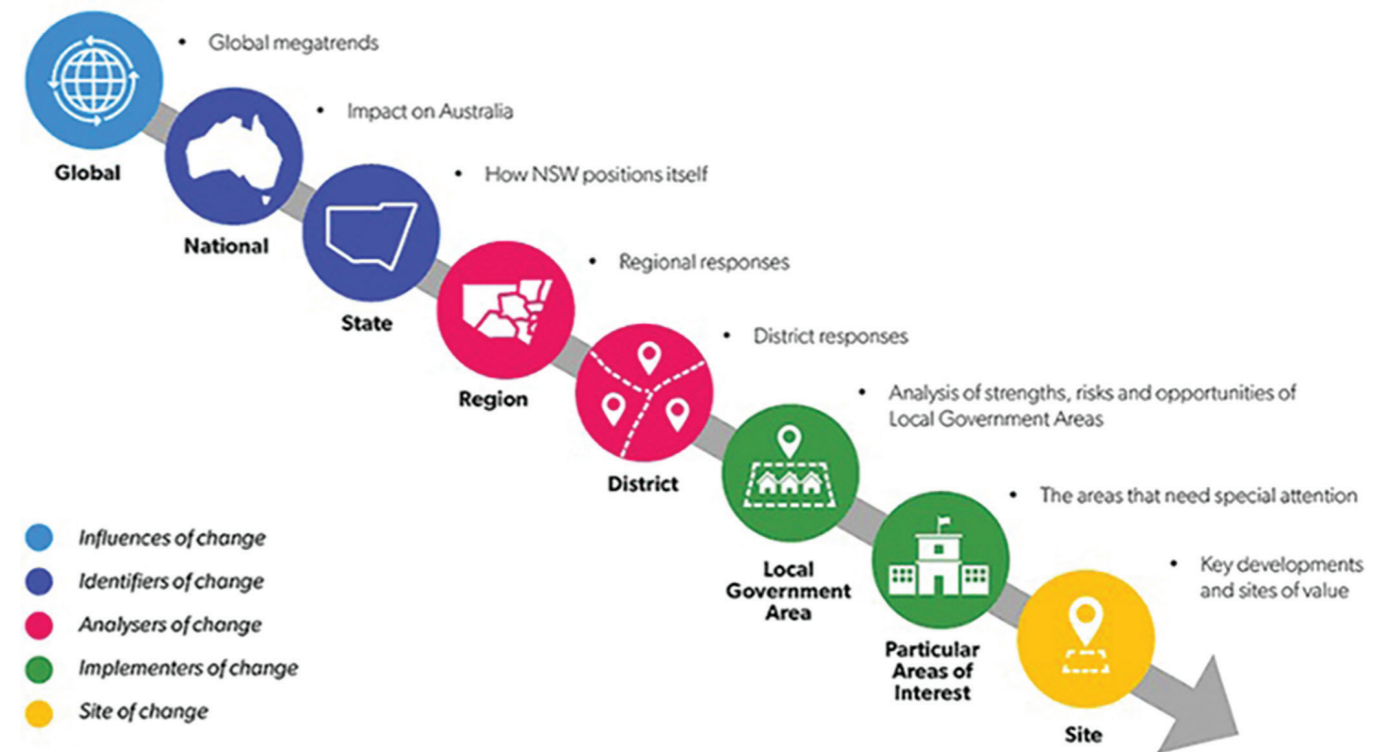 • Global megatrends
Global
• Impact on Australia
National
• How NSW positions itself
State
• Regional responses
Region
• District responses
District
• Analysis of strengths, risks and opportunities of
Local Government Areas
Local
Government
Area
• The areas that need special attention
Particular
Areas of
Interest
• Key developments
and sites of value
Site
Influences of change
Identifiers of change
Analysers of change
Implementers of change
Site of change